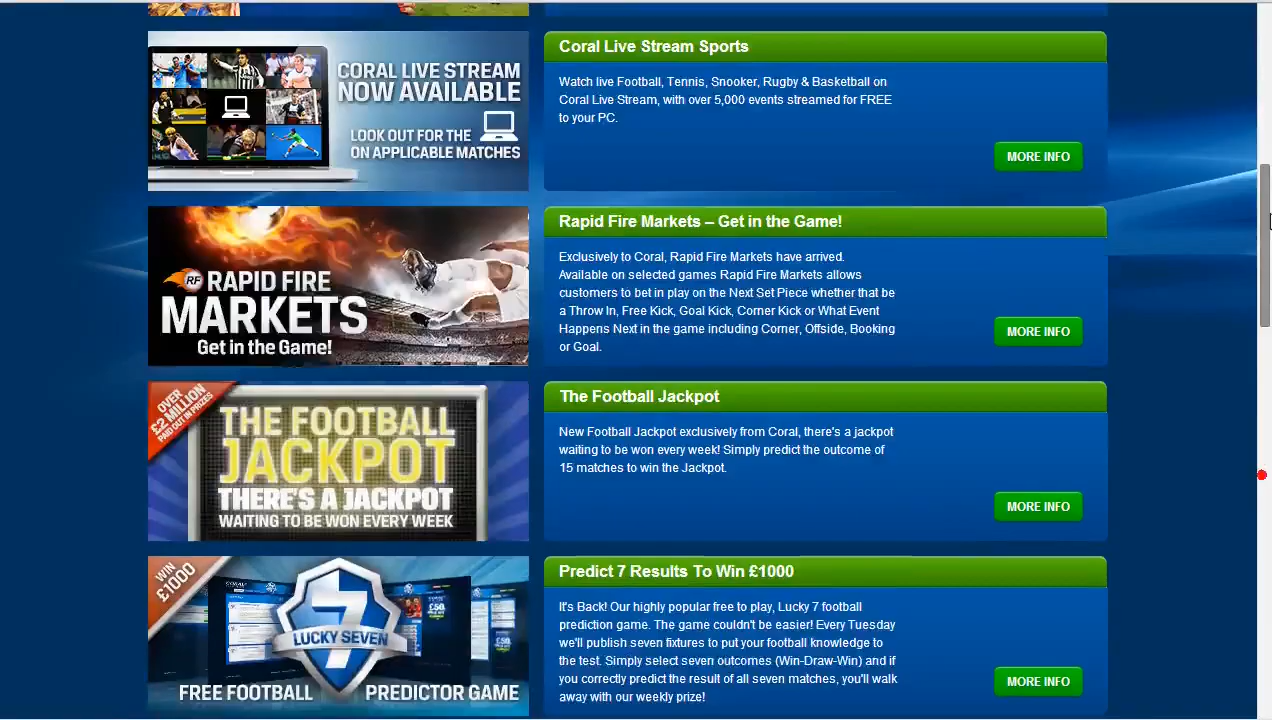 CORAL LIVE STREAM
NOW AVAILABLE
LOOK OUT FOR THE
ON APPLICABLE MATCHES
Coral Live Stream Sports
Watch live Football, Tennis, Snooker, Rugby & Basketball on
Coral Live Stream, with over 5,000 events streamed for FREE
to your PC.
MORE INFO
RF RAPID FIRE
MARKETS
Get in the Game!
Rapid Fire Markets – Get in the Game!
Exclusively to Coral, Rapid Fire Markets have arrived.
Available on selected games Rapid Fire Markets allows
customers to bet in play on the Next Set Piece whether that be
a Throw In, Free Kick, Goal Kick, Corner Kick or What Event
Happens Next in the game including Corner, Offside, Booking
or Goal.
MORE INFO
OVER
£2 MILLION
PAID OUT IN PRIZES
THE FOOTBALL
JACKPOT
THERE'S A JACKPOT
WAITING TO BE WON EVERY WEEK
The Football Jackpot
New Football Jackpot exclusively from Coral, there's a jackpot
waiting to be won every week! Simply predict the outcome of
15 matches to win the Jackpot.
MORE INFO
WIN
£1000
CORAL
7
LUCKY SEVEN
FREE FOOTBALL PREDICTOR GAME
Predict 7 Results To Win £1000
It's Back! Our highly popular free to play, Lucky 7 football
prediction game. The game couldn't be easier! Every Tuesday
we'll publish seven fixtures to put your football knowledge to
the test. Simply select seven outcomes (Win-Draw-Win) and if
you correctly predict the result of all seven matches, you'll walk
away with our weekly prize!
MORE INFO